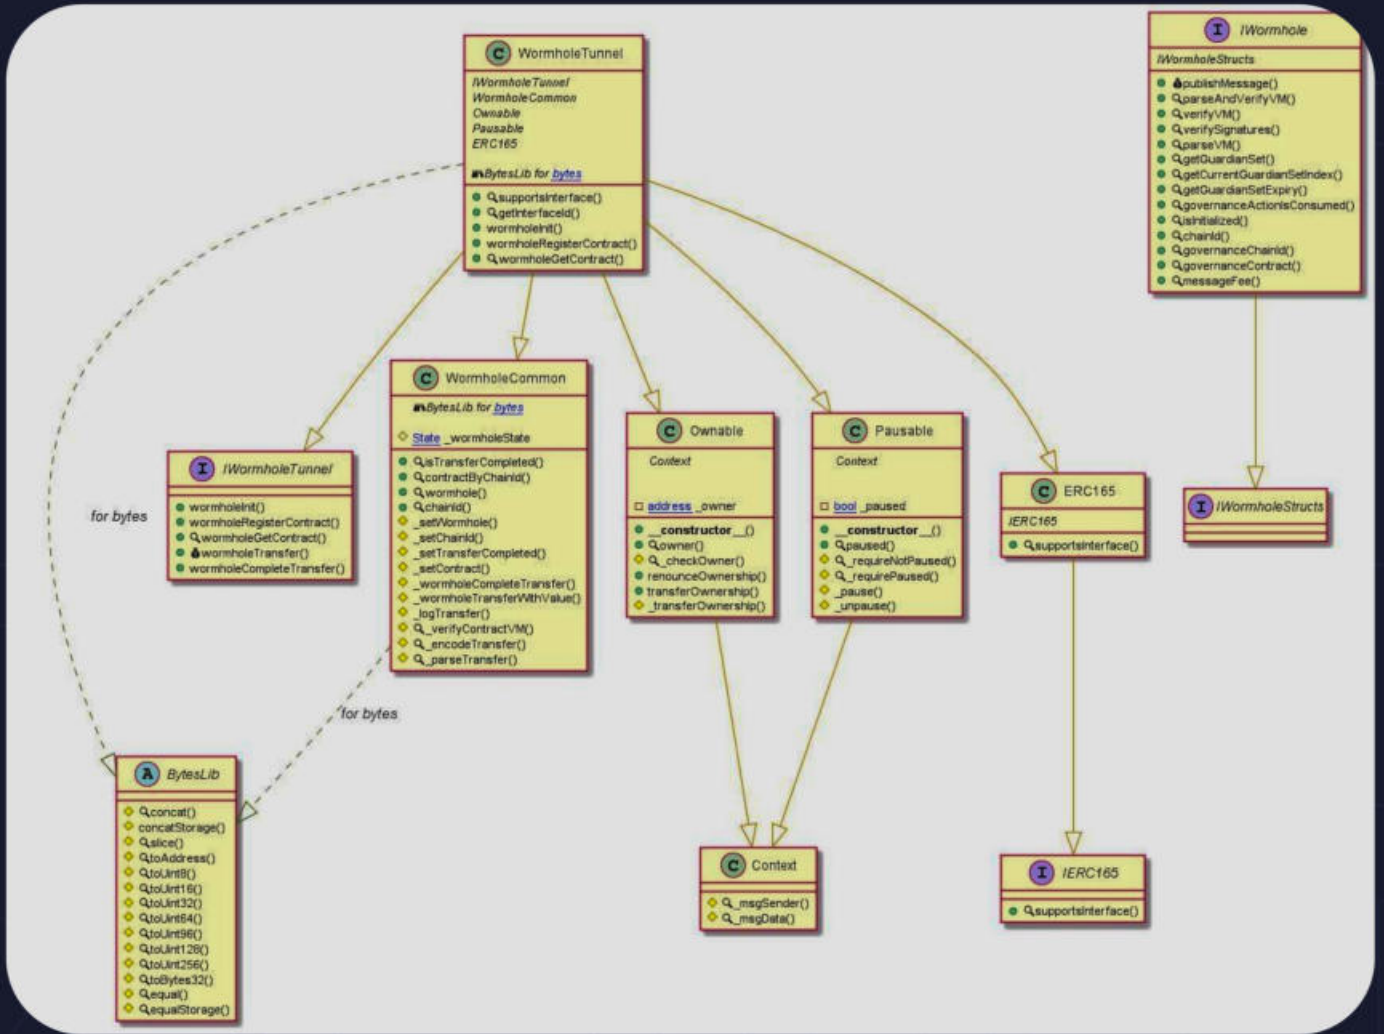 C WormholeTunnel
IWormholeTunnel
WormholeCommon
Ownable
Pausable
ERC165
BytesLib for bytes
supportsInterface()
getInterfaceId()
wormholeInit()
wormholeRegisterContract()
wormholeGetContract()
I IWormhole
IWormholeStructs
publishMessage()
parseAndVerifyVM()
verifyVM()
verifySignatures()
parseVM()
getGuardianSet()
getCurrentGuardianSetIndex()
getGuardianSetExpiry()
governanceActionIsConsumed()
isInitialized()
chainId()
governanceChainId()
governanceContract()
messageFee()
I IWormholeTunnel
wormholeInit()
wormholeRegisterContract()
wormholeGetContract()
wormholeTransfer()
wormholeCompleteTransfer()
C WormholeCommon
BytesLib for bytes
State _wormholeState
isTransferCompleted()
contractByChainId()
wormhole()
chainId()
_setWormhole()
_setChainId()
_setTransferCompleted()
_setContract()
_wormholeCompleteTransfer()
_wormholeTransferWithValue()
_logTransfer()
_verifyContractVM()
_encodeTransfer()
_parseTransfer()
C Ownable
Context
address _owner
__constructor__()
owner()
_checkOwner()
renounceOwnership()
transferOwnership()
_transferOwnership()
C Pausable
Context
bool _paused
__constructor__()
paused()
_requireNotPaused()
_requirePaused()
_pause()
_unpause()
C ERC165
IERC165
supportsInterface()
I IWormholeStructs
for bytes
for bytes
A BytesLib
concat()
concatStorage()
slice()
toAddress()
toUint8()
toUint16()
toUint32()
toUint64()
toUint96()
toUint128()
toUint256()
toBytes32()
equal()
equalStorage()
C Context
_msgSender()
_msgData()
I IERC165
supportsInterface()